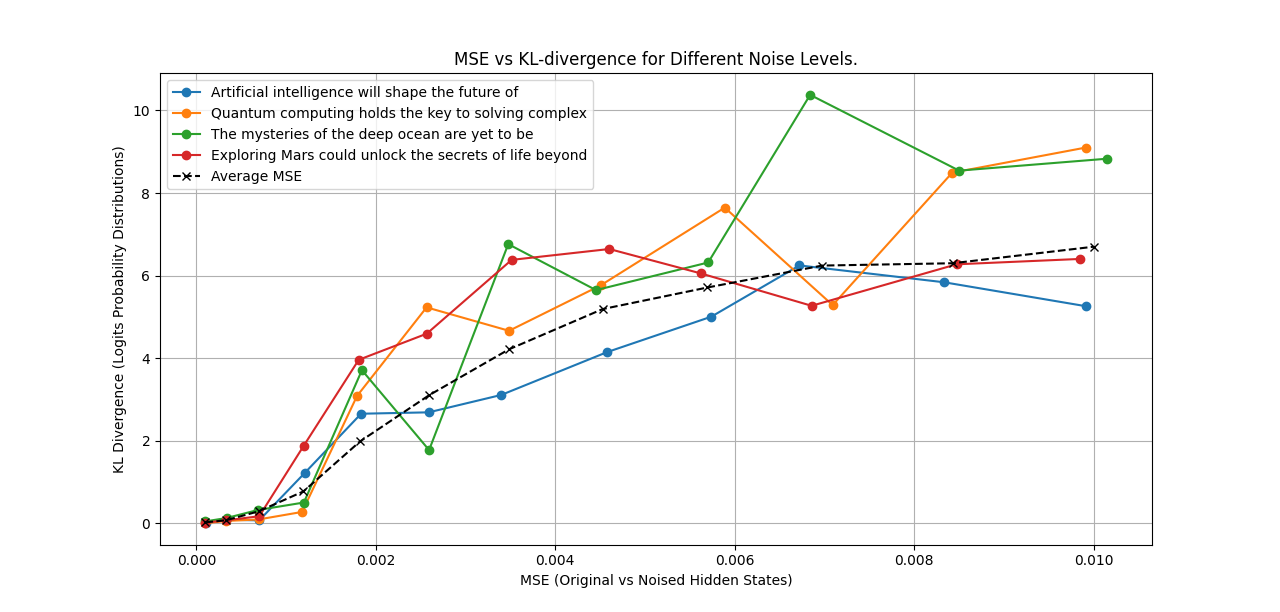 MSE vs KL-divergence for Different Noise Levels.
Artificial intelligence will shape the future of
Quantum computing holds the key to solving complex
The mysteries of the deep ocean are yet to be
Exploring Mars could unlock the secrets of life beyond
Average MSE
KL Divergence (Logits Probability Distributions)
10
8
6
4
2
0
0.000
0.002
0.004
0.006
0.008
0.010
MSE (Original vs Noised Hidden States)